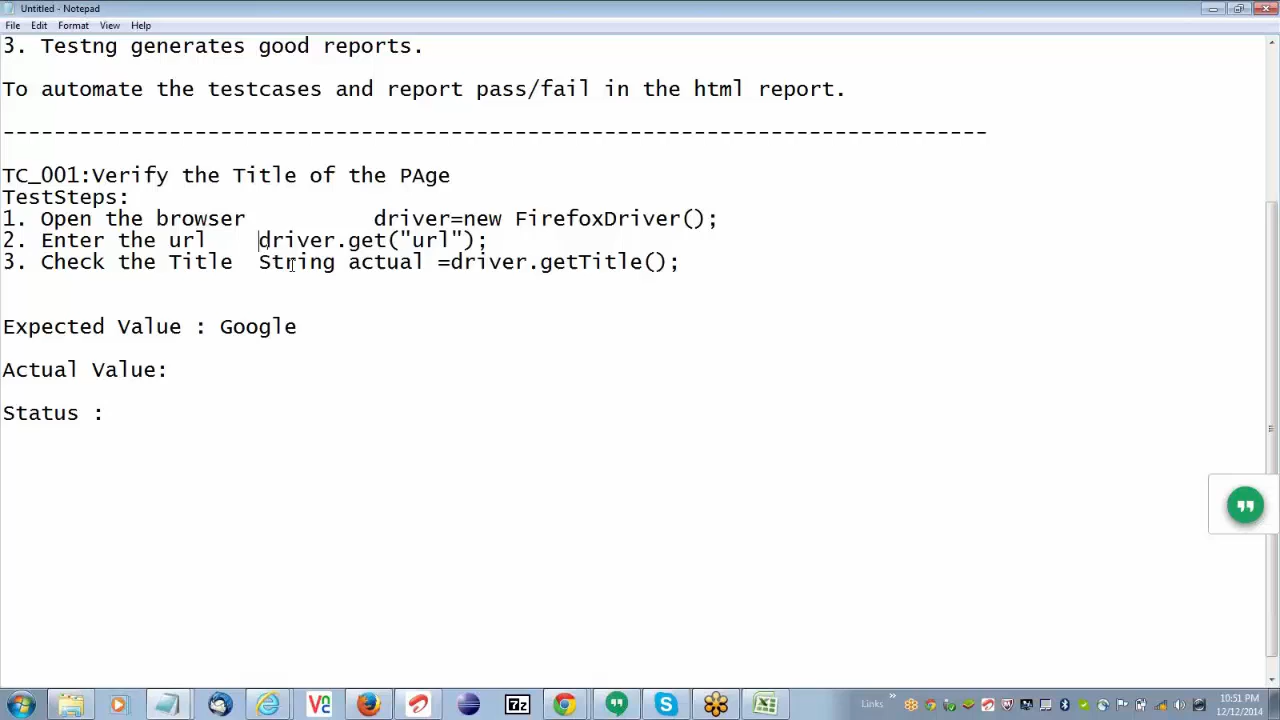 Untitled - Notepad
File Edit Format View Help
3. Testng generates good reports.
To automate the testcases and report pass/fail in the html report.
-----------------------------------------------------------------------------
TC_001:Verify the Title of the PAge
TestSteps:
1. Open the browser driver=new FirefoxDriver();
2. Enter the url driver.get("url");
3. Check the Title String actual =driver.getTitle();
Expected Value : Google
Actual Value:
Status :
Links
10:51 PM
12/12/2014